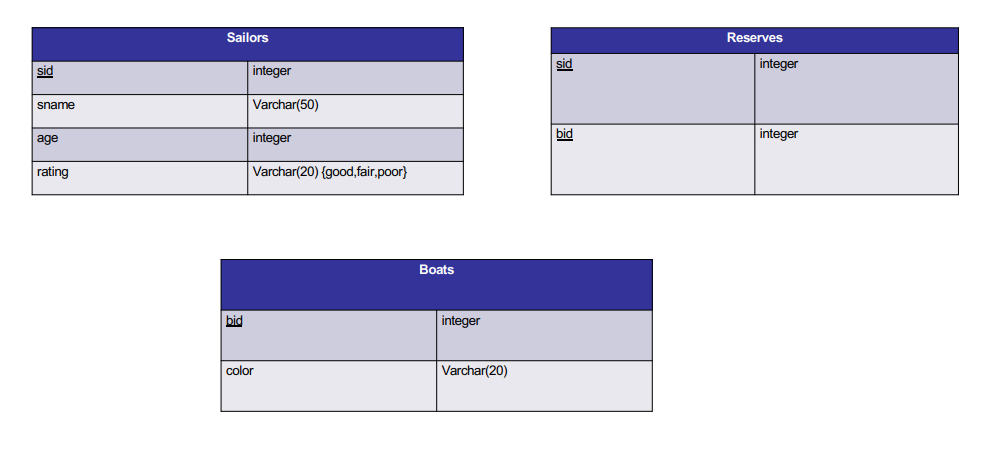 Sailors
sid integer
sname Varchar(50)
age integer
rating Varchar(20) {good,fair,poor}
Reserves
sid integer
bid integer
Boats
bid integer
color Varchar(20)